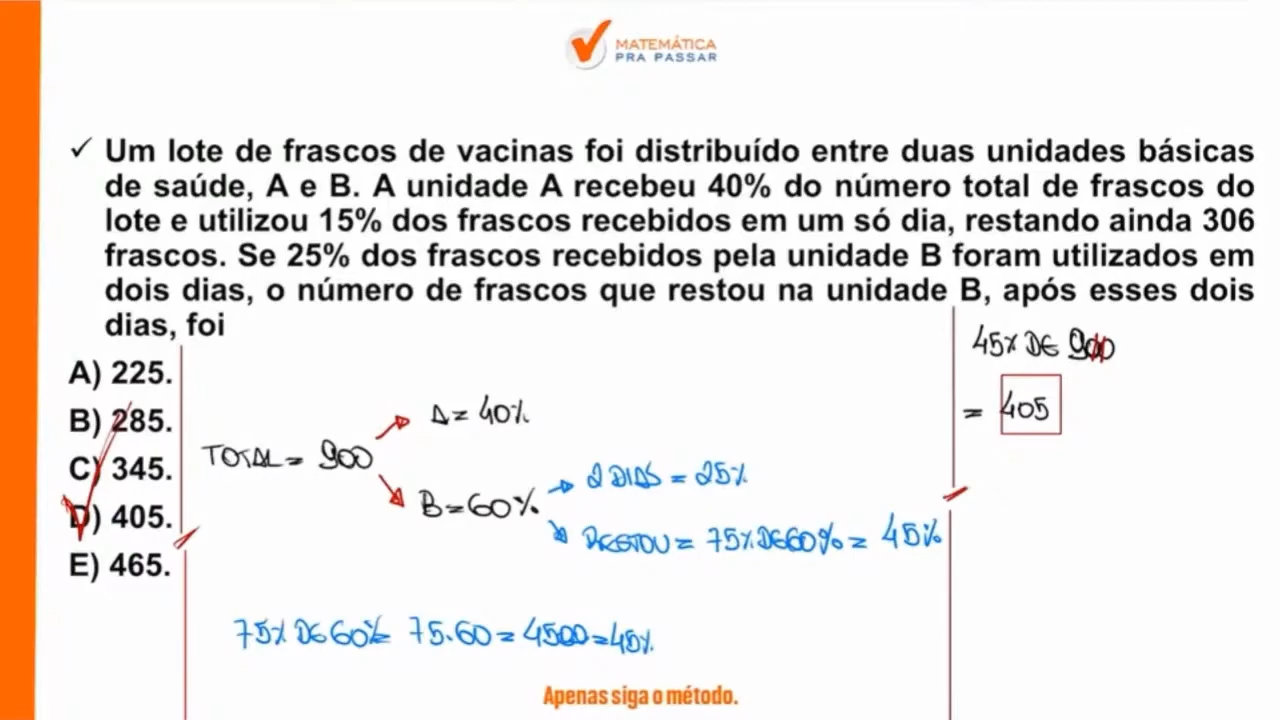 MATEMÁTICA
PRA PASSAR
✓ Um lote de frascos de vacinas foi distribuído entre duas unidades básicas
de saúde, A e B. A unidade A recebeu 40% do número total de frascos do
lote e utilizou 15% dos frascos recebidos em um só dia, restando ainda 306
frascos. Se 25% dos frascos recebidos pela unidade B foram utilizados em
dois dias, o número de frascos que restou na unidade B, após esses dois
dias, foi
A) 225.
B) 285.
C) 345.
D) 405.
E) 465.
TOTAL = 900
A = 40%
B = 60%
2 DIAS = 25%
RESTOU = 75% DE 60% = 45%
45% DE 900
= 405
75% DE 60% = 75.60 = 4500 = 45%
Apenas siga o método.